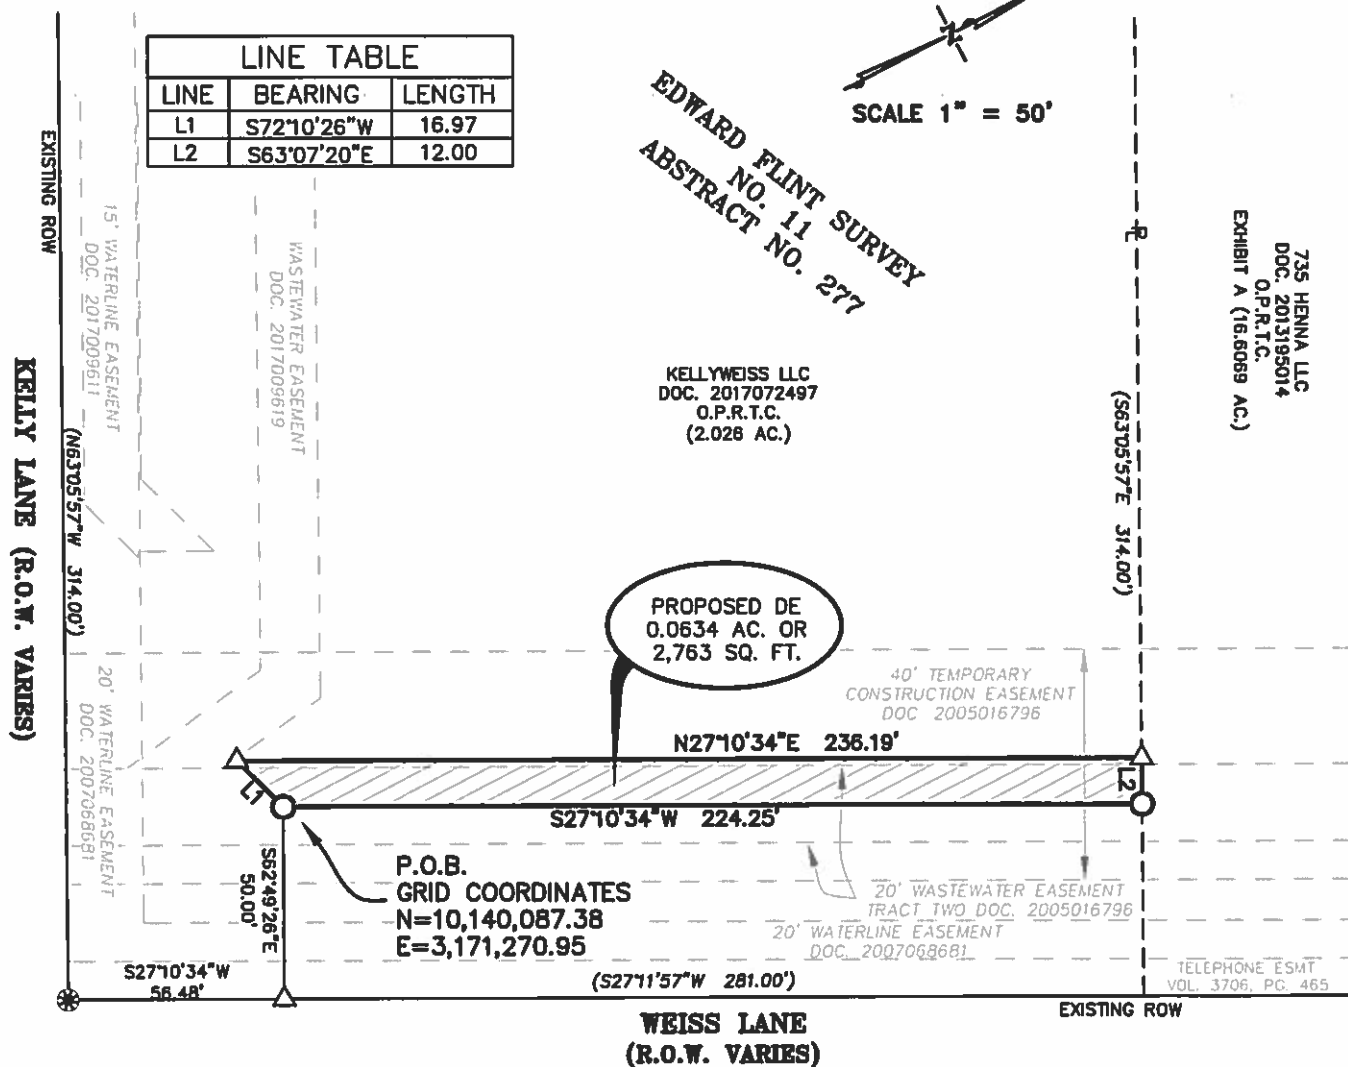 LINE TABLE
LINE BEARING LENGTH
L1 S72°10'26"W 16.97
L2 S63°07'20"E 12.00
N
SCALE 1" = 50'
EDWARD FLINT SURVEY
NO. 11
ABSTRACT NO. 277
EXISTING ROW
15' WATERLINE EASEMENT
DOC. 2017009611
WASTEWATER EASEMENT
DOC. 2017009619
KELLYWEISS LLC
DOC. 2017072497
O.P.R.T.C.
(2.026 AC.)
PL
735 HENNA LLC
DOC. 2013195014
O.P.R.T.C.
EXHIBIT A (16.6069 AC.)
(S63°05'57"E 314.00')
KELLY LANE (R.O.W. VARIES)
(N63°05'57"W 314.00')
20' WATERLINE EASEMENT
DOC. 2007068681
PROPOSED DE
0.0634 AC. OR
2,763 SQ. FT.
40' TEMPORARY
CONSTRUCTION EASEMENT
DOC 2005016796
N27°10'34"E 236.19'
L1
L2
S27°10'34"W 224.25'
S62°49'26"E
50.00'
P.O.B.
GRID COORDINATES
N=10,140,087.38
E=3,171,270.95
20' WASTEWATER EASEMENT
TRACT TWO DOC. 2005016796
20' WATERLINE EASEMENT
DOC. 2007068681
TELEPHONE ESMT
VOL. 3706, PG. 465
S27°10'34"W
56.48'
(S27°11'57"W 281.00')
EXISTING ROW
WEISS LANE
(R.O.W. VARIES)